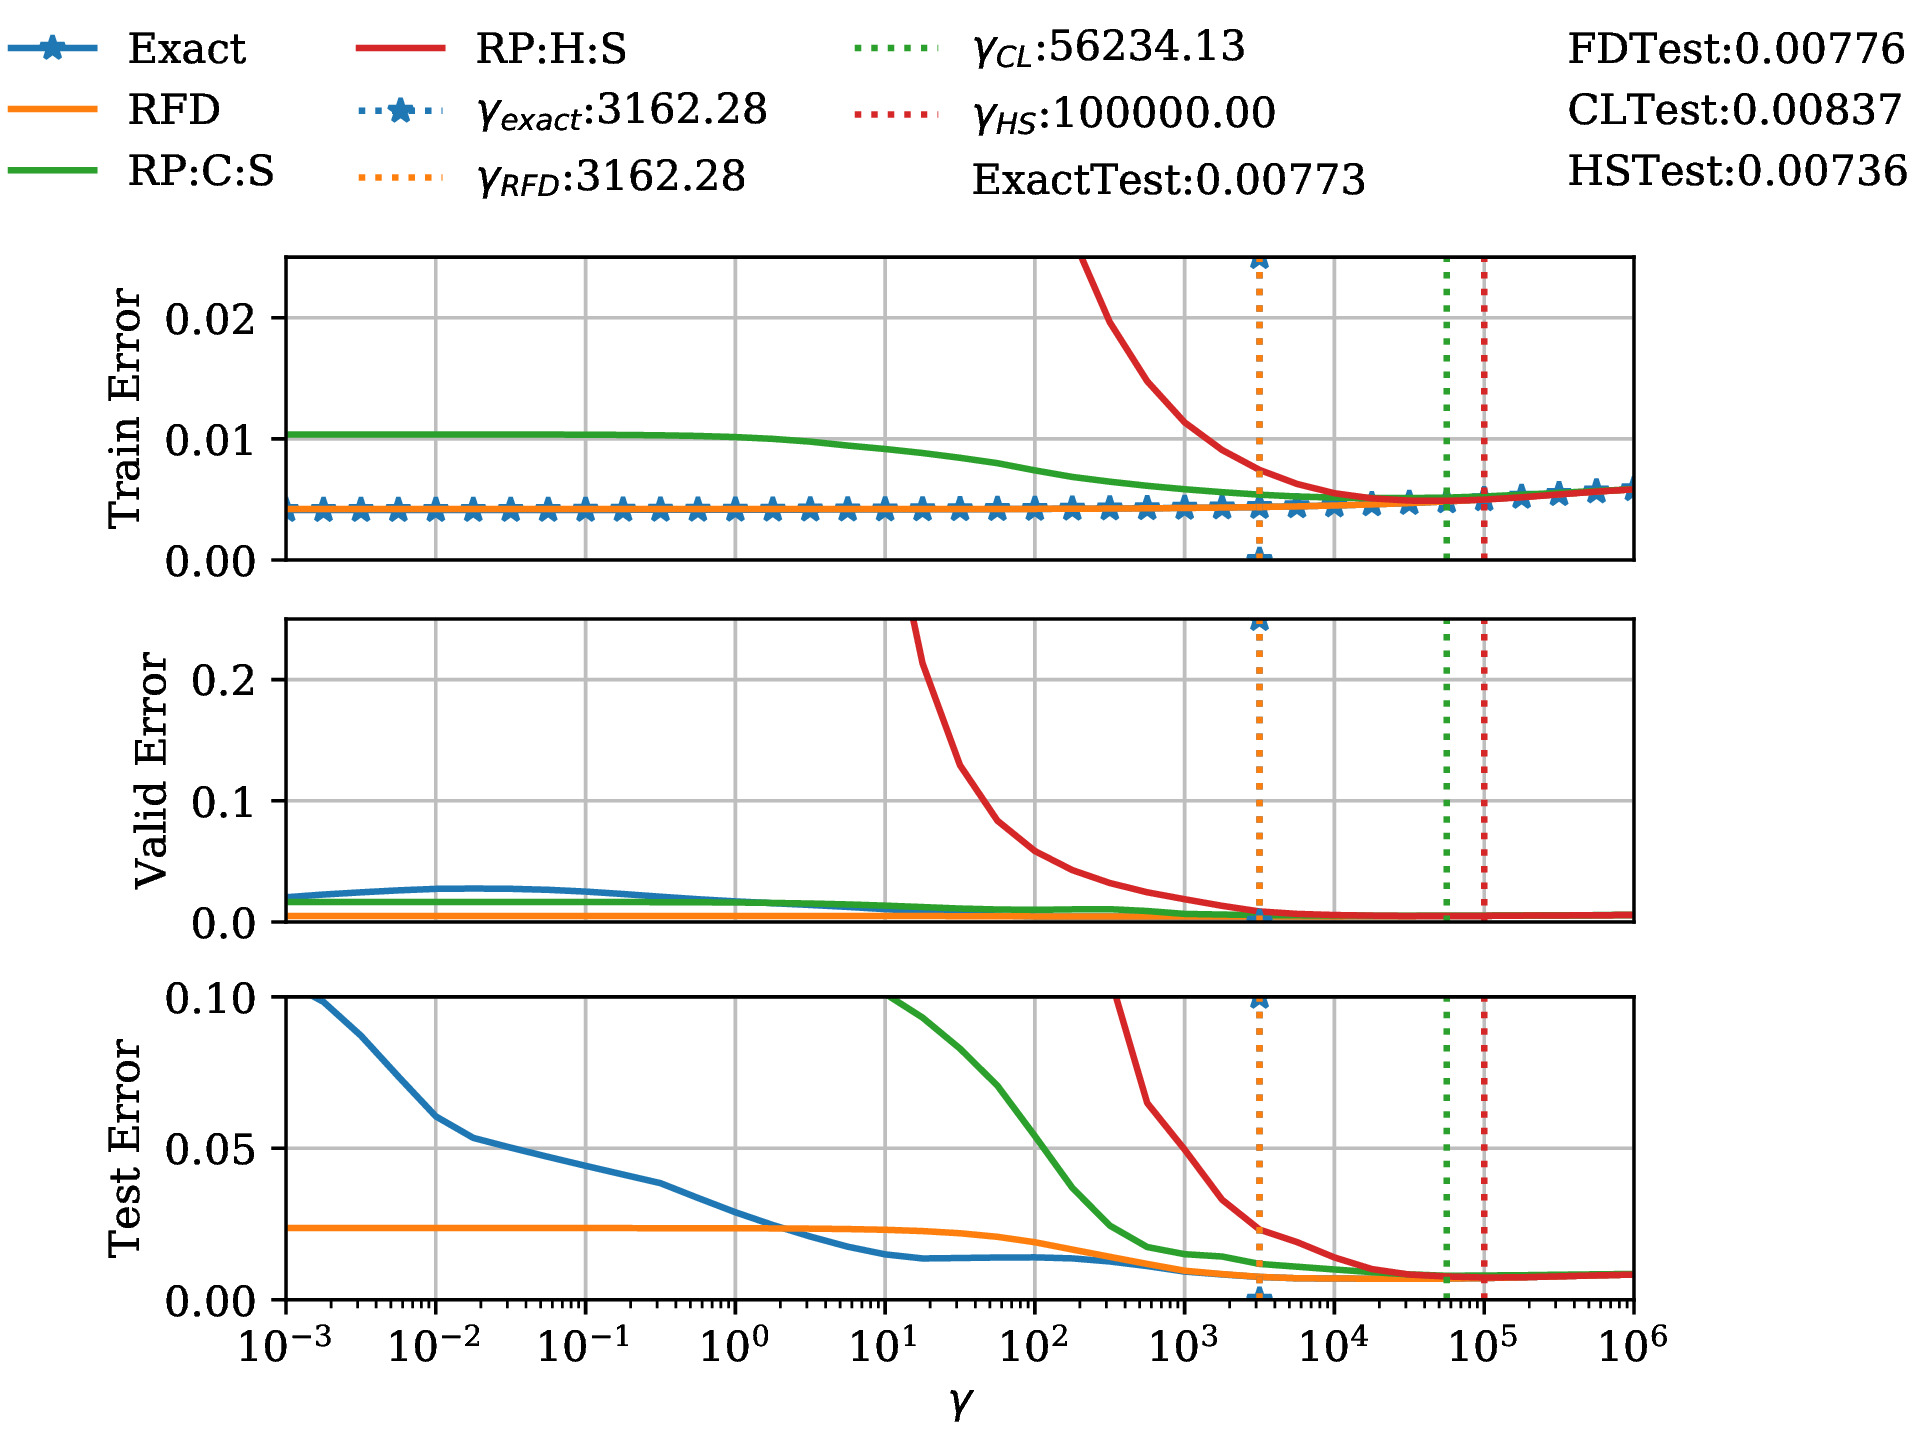 Exact
RFD
RP:C:S
RP:H:S
γexact:3162.28
γRFD:3162.28
γCL:56234.13
γHS:100000.00
ExactTest:0.00773
FDTest:0.00776
CLTest:0.00837
HSTest:0.00736
Train Error
0.02
0.01
0.00
Valid Error
0.2
0.1
0.0
Test Error
0.10
0.05
0.00
10⁻³ 10⁻² 10⁻¹ 10⁰ 10¹ 10² 10³ 10⁴ 10⁵ 10⁶
γ